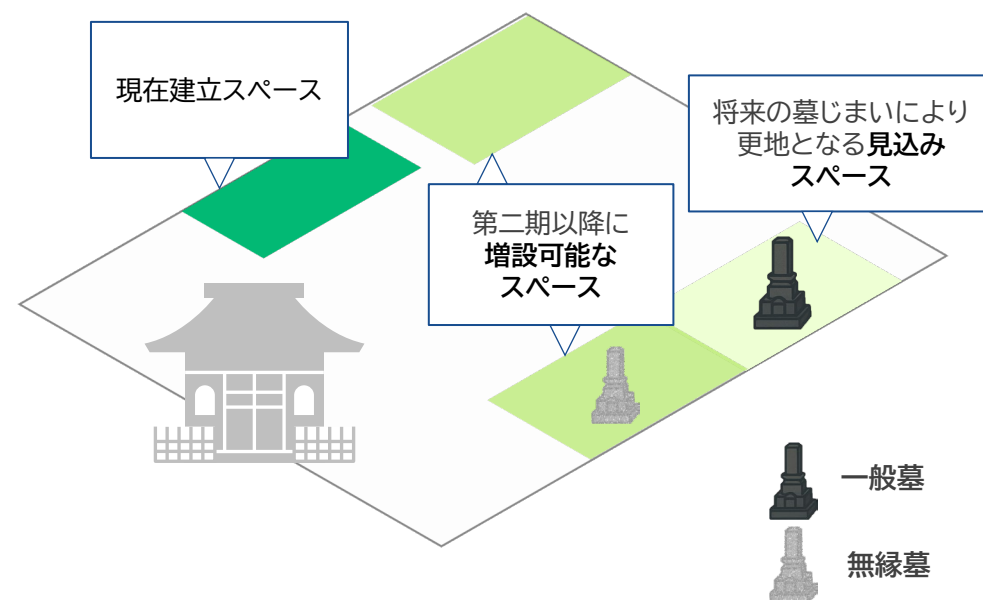 現在建立スペース
将来の墓じまいにより
更地となる見込み
スペース
第二期以降に
増設可能な
スペース
一般墓
無縁墓